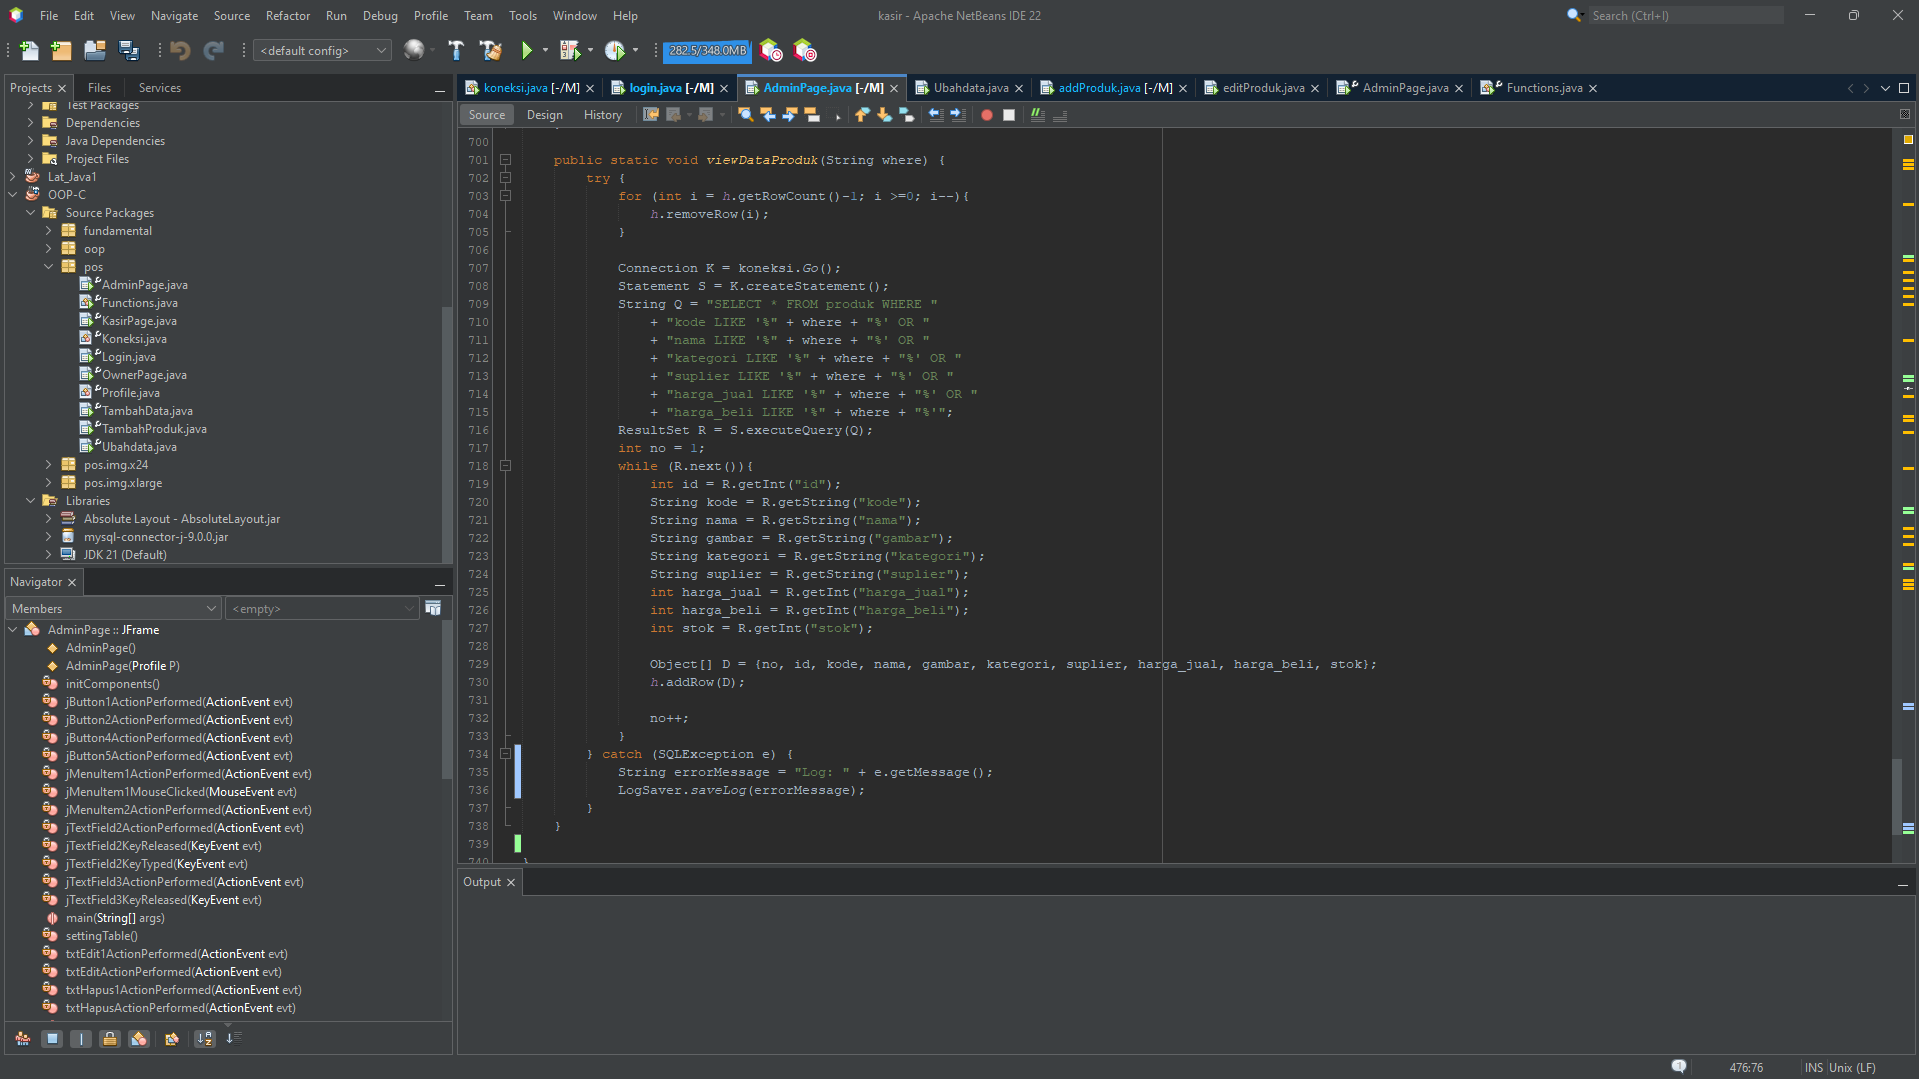 File Edit View Navigate Source Refactor Run Debug Profile Team Tools Window Help
kasir - Apache NetBeans IDE 22
Search (Ctrl+I)
<default config>
282.5/348.0MB
Projects Files Services
Test Packages
Dependencies
Java Dependencies
Project Files
Lat_Java1
OOP-C
Source Packages
fundamental
oop
pos
AdminPage.java
Functions.java
KasirPage.java
Koneksi.java
Login.java
OwnerPage.java
Profile.java
TambahData.java
TambahProduk.java
Ubahdata.java
pos.img.x24
pos.img.xlarge
Libraries
Absolute Layout - AbsoluteLayout.jar
mysql-connector-j-9.0.0.jar
JDK 21 (Default)
Navigator
Members
<empty>
AdminPage :: JFrame
AdminPage()
AdminPage(Profile P)
initComponents()
jButton1ActionPerformed(ActionEvent evt)
jButton2ActionPerformed(ActionEvent evt)
jButton4ActionPerformed(ActionEvent evt)
jButton5ActionPerformed(ActionEvent evt)
jMenuItem1ActionPerformed(ActionEvent evt)
jMenuItem1MouseClicked(MouseEvent evt)
jMenuItem2ActionPerformed(ActionEvent evt)
jTextField2ActionPerformed(ActionEvent evt)
jTextField2KeyReleased(KeyEvent evt)
jTextField2KeyTyped(KeyEvent evt)
jTextField3ActionPerformed(ActionEvent evt)
jTextField3KeyReleased(KeyEvent evt)
main(String[] args)
settingTable()
txtEdit1ActionPerformed(ActionEvent evt)
txtEditActionPerformed(ActionEvent evt)
txtHapus1ActionPerformed(ActionEvent evt)
txtHapusActionPerformed(ActionEvent evt)
koneksi.java [-/M] login.java [-/M] AdminPage.java [-/M] Ubahdata.java addProduk.java [-/M] editProduk.java AdminPage.java Functions.java
Source Design History
700
701 public static void viewDataProduk(String where) {
702 try {
703 for (int i = h.getRowCount()-1; i >=0; i--){
704 h.removeRow(i);
705 }
706
707 Connection K = koneksi.Go();
708 Statement S = K.createStatement();
709 String Q = "SELECT * FROM produk WHERE "
710 + "kode LIKE '%" + where + "%' OR "
711 + "nama LIKE '%" + where + "%' OR "
712 + "kategori LIKE '%" + where + "%' OR "
713 + "suplier LIKE '%" + where + "%' OR "
714 + "harga_jual LIKE '%" + where + "%' OR "
715 + "harga_beli LIKE '%" + where + "%'";
716 ResultSet R = S.executeQuery(Q);
717 int no = 1;
718 while (R.next()){
719 int id = R.getInt("id");
720 String kode = R.getString("kode");
721 String nama = R.getString("nama");
722 String gambar = R.getString("gambar");
723 String kategori = R.getString("kategori");
724 String suplier = R.getString("suplier");
725 int harga_jual = R.getInt("harga_jual");
726 int harga_beli = R.getInt("harga_beli");
727 int stok = R.getInt("stok");
728
729 Object[] D = {no, id, kode, nama, gambar, kategori, suplier, harga_jual, harga_beli, stok};
730 h.addRow(D);
731
732 no++;
733 }
734 } catch (SQLException e) {
735 String errorMessage = "Log: " + e.getMessage();
736 LogSaver.saveLog(errorMessage);
737 }
738 }
739
740 }
Output
476:76 INS Unix (LF)